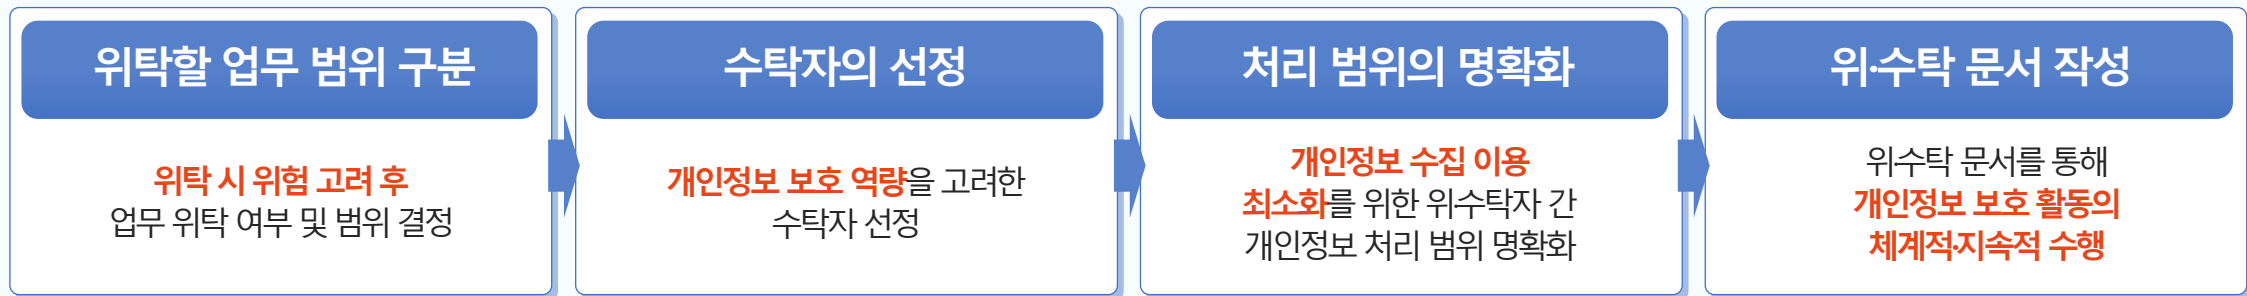 위탁할 업무 범위 구분
위탁 시 위험 고려 후
업무 위탁 여부 및 범위 결정
수탁자의 선정
개인정보 보호 역량을 고려한
수탁자 선정
처리 범위의 명확화
개인정보 수집 이용
최소화를 위한 위·수탁자 간
개인정보 처리 범위 명확화
위·수탁 문서 작성
위·수탁 문서를 통해
개인정보 보호 활동의
체계적·지속적 수행